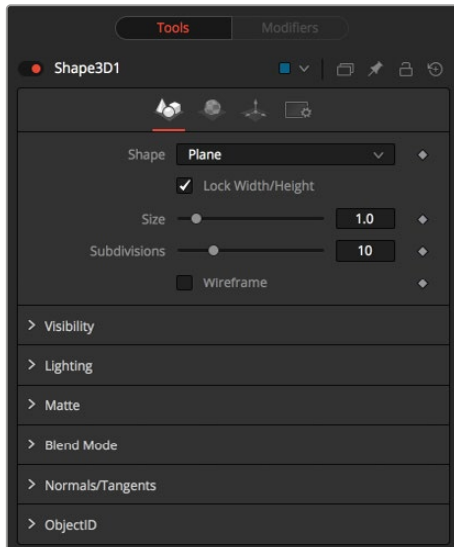 Tools Modifiers
Shape3D1
Shape Plane
Lock Width/Height
Size 1.0
Subdivisions 10
Wireframe
> Visibility
> Lighting
> Matte
> Blend Mode
> Normals/Tangents
> ObjectID